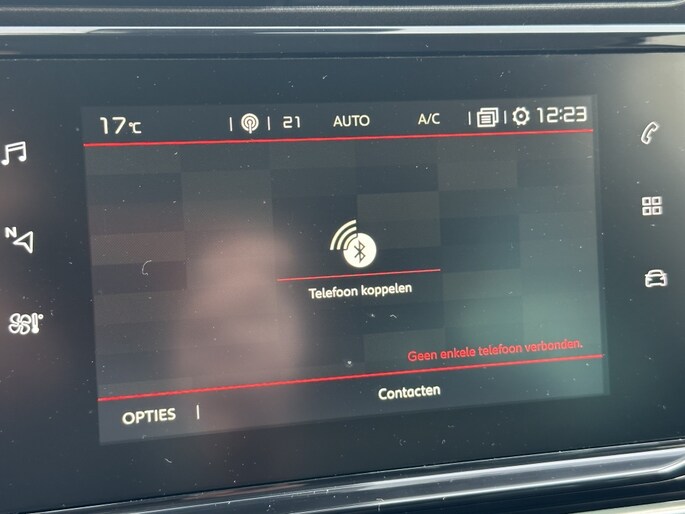 17°C 21 AUTO A/C 12:23
N
Telefoon koppelen
Geen enkele telefoon verbonden.
OPTIES Contacten